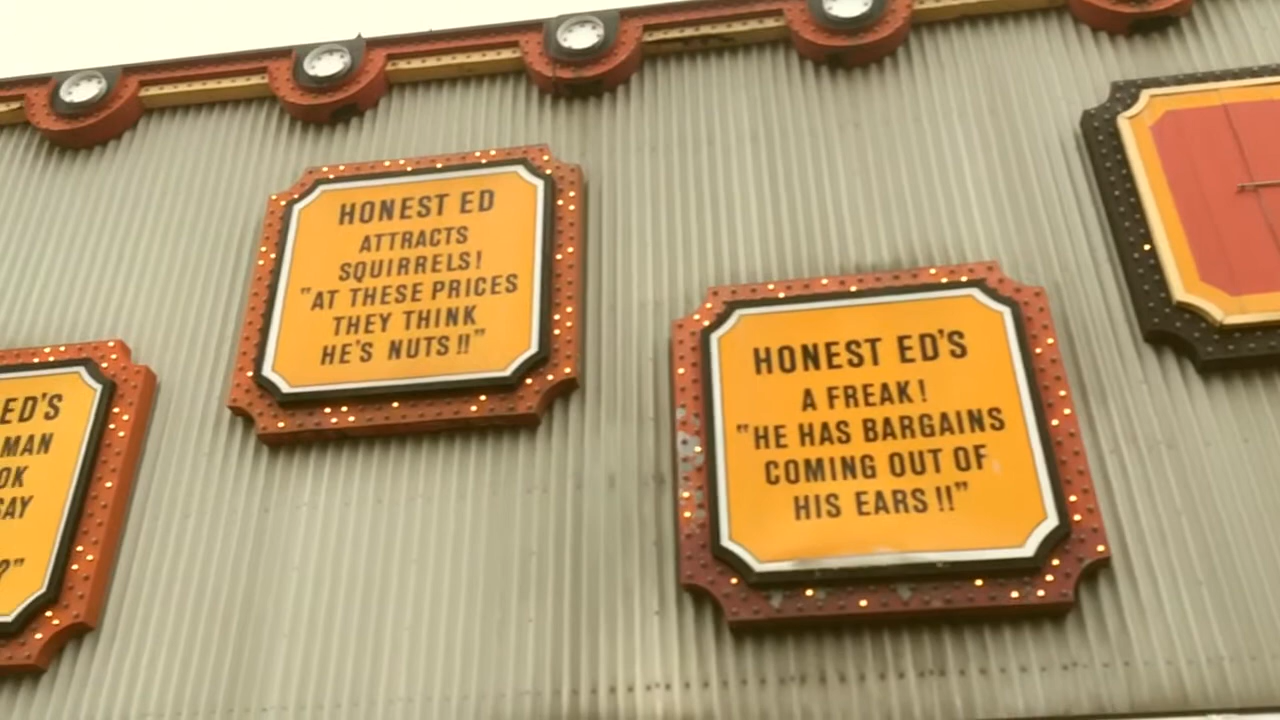 ED'S
MAN
OK
SAY
?"
HONEST ED
ATTRACTS
SQUIRRELS!
"AT THESE PRICES
THEY THINK
HE'S NUTS!!"
HONEST ED'S
A FREAK!
"HE HAS BARGAINS
COMING OUT OF
HIS EARS!!"